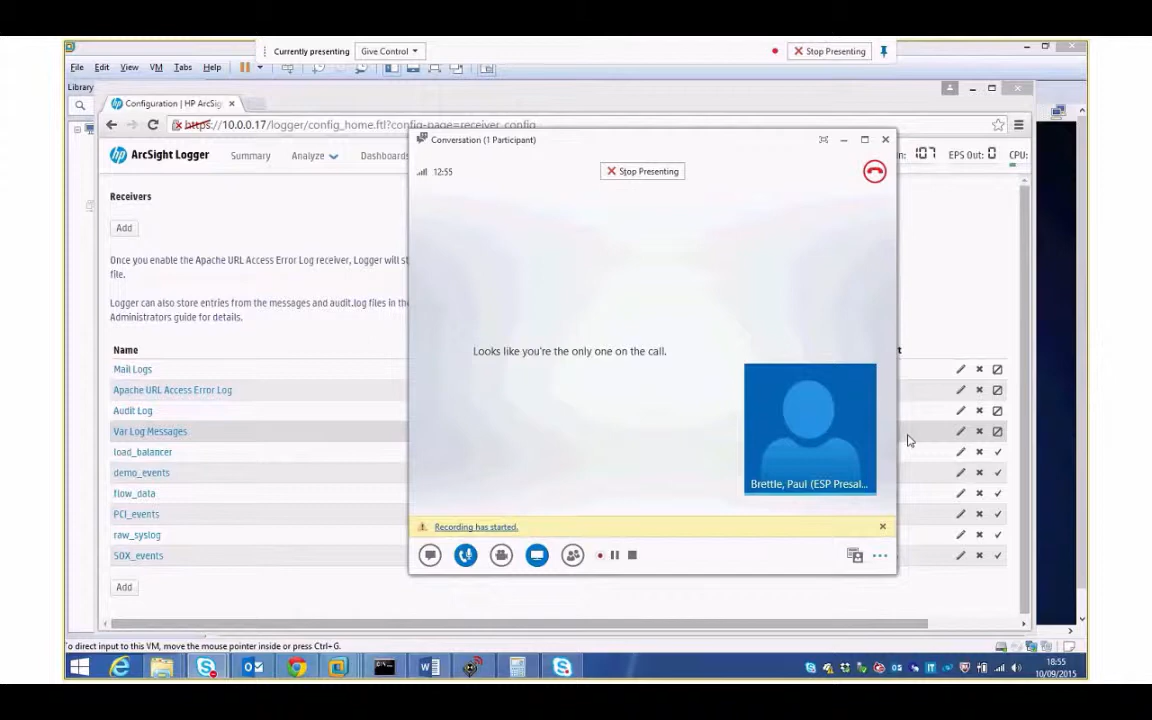 Currently presenting Give Control Stop Presenting
File Edit View VM Tabs Help
Library
Configuration | HP ArcSig
https://10.0.0.17/logger/config_home.ftl?config-page=receiver_config
Conversation (1 Participant)
hp ArcSight Logger Summary Analyze Dashboards n: 107 EPS Out: 0 CPU:
12:55 Stop Presenting
Receivers
Add
Once you enable the Apache URL Access Error Log receiver, Logger will st
file.
Logger can also store entries from the messages and audit.log files in the
Administrators guide for details.
Looks like you're the only one on the call.
Name
Mail Logs
Apache URL Access Error Log
Audit Log
Var Log Messages
load_balancer
demo_events
flow_data
PCI_events
raw_syslog
SOX_events
Brettle, Paul (ESP Presal...
Recording has started.
Add
To direct input to this VM, move the mouse pointer inside or press Ctrl+G.
18:55
10/09/2015